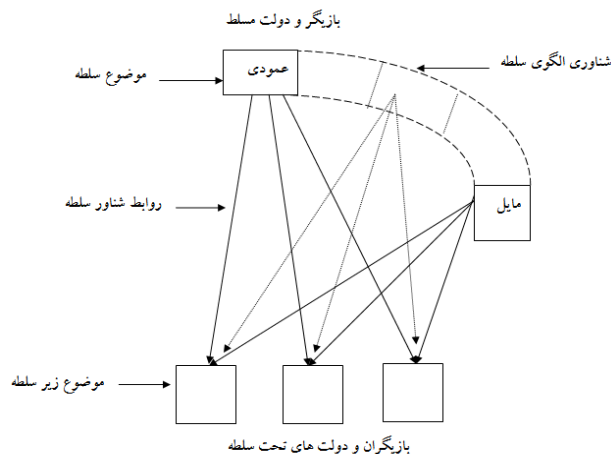 بازیگر و دولت مسلط
شناوری الگوی سلطه
عمودی
موضوع سلطه
مایل
روابط شناور سلطه
موضوع زیر سلطه
بازیگران و دولت های تحت سلطه